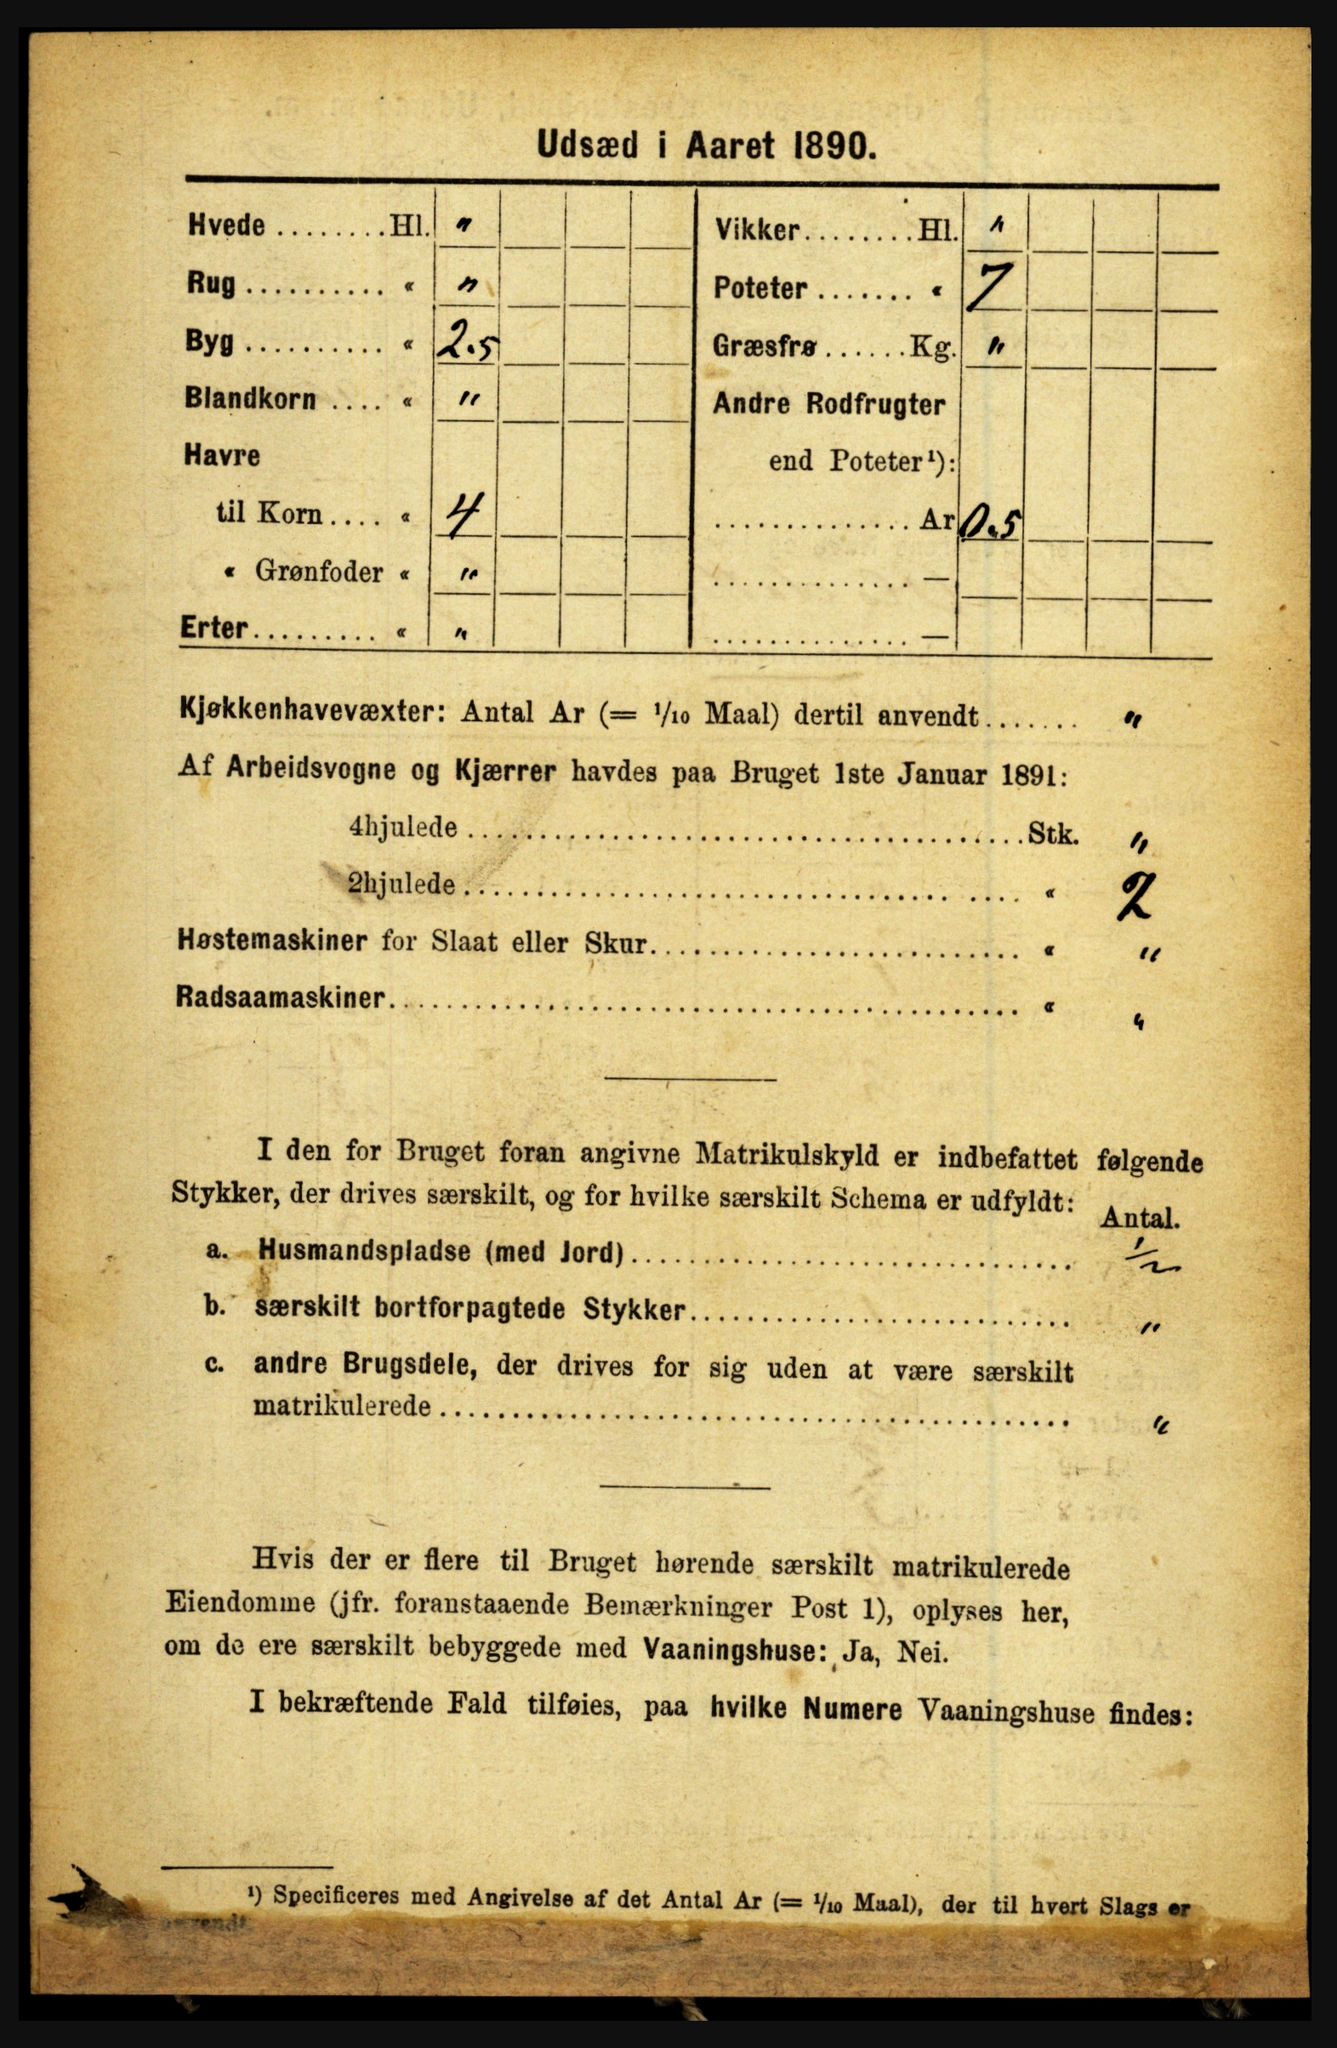 Udsæd i Aaret 1890.
Hvede ........ Hl. "
Rug .......... « "
Byg .......... « 2.5
Blandkorn .... « "
Havre
til Korn .... « 4
« Grønfoder « "
Erter ......... « "
Vikker ........ Hl. "
Poteter ....... « 7
Græsfrø ...... Kg. "
Andre Rodfrugter
end Poteter¹):
.............. Ar 0.5
.............. —
.............. —
Kjøkkenhavevæxter: Antal Ar (= 1/10 Maal) dertil anvendt ....... "
Af Arbeidsvogne og Kjærrer havdes paa Bruget 1ste Januar 1891:
4hjulede ........................................ Stk. "
2hjulede ........................................ « 2
Høstemaskiner for Slaat eller Skur ........................... « "
Radsaamaskiner ............................................. « "
I den for Bruget foran angivne Matrikulskyld er indbefattet følgende
Stykker, der drives særskilt, og for hvilke særskilt Schema er udfyldt:
Antal.
a. Husmandspladse (med Jord) ................................ 1/2
b. særskilt bortforpagtede Stykker ............................ "
c. andre Brugsdele, der drives for sig uden at være særskilt
matrikulerede ............................................. "
Hvis der er flere til Bruget hørende særskilt matrikulerede
Eiendomme (jfr. foranstaaende Bemærkninger Post 1), oplyses her,
om de ere særskilt bebyggede med Vaaningshuse: Ja, Nei.
I bekræftende Fald tilføies, paa hvilke Numere Vaaningshuse findes:
¹) Specificeres med Angivelse af det Antal Ar (= 1/10 Maal), der til hvert Slags er